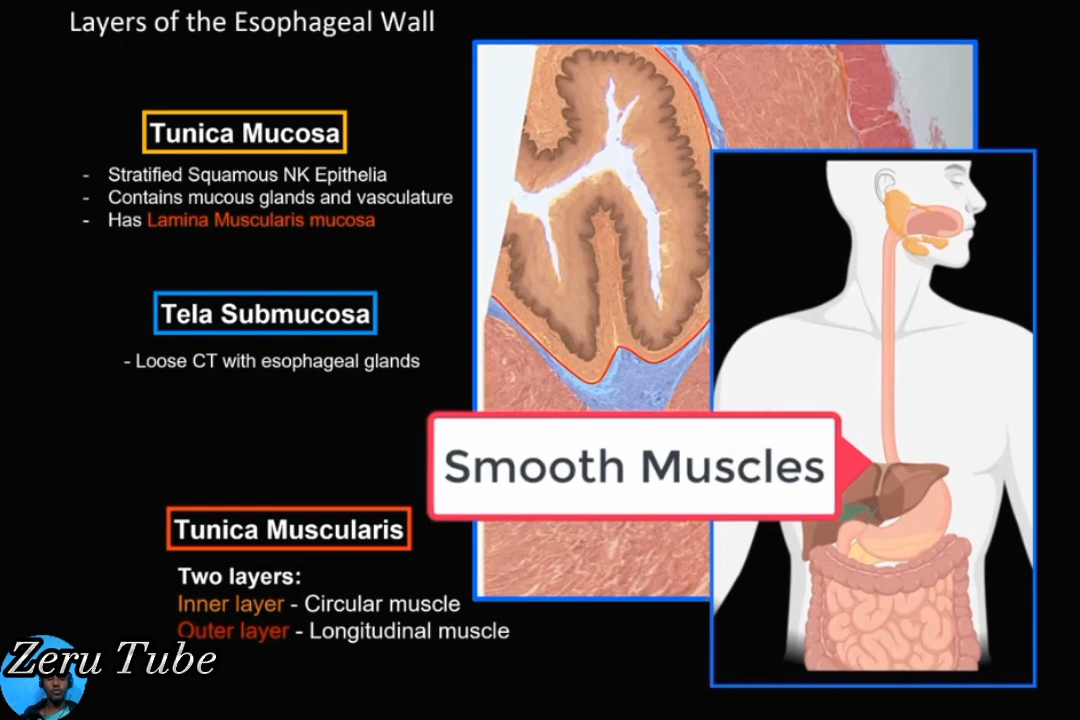 Layers of the Esophageal Wall
Tunica Mucosa
- Stratified Squamous NK Epithelia
- Contains mucous glands and vasculature
- Has Lamina Muscularis mucosa
Tela Submucosa
- Loose CT with esophageal glands
Smooth Muscles
Tunica Muscularis
Two layers:
Inner layer - Circular muscle
Outer layer - Longitudinal muscle
Zeru Tube